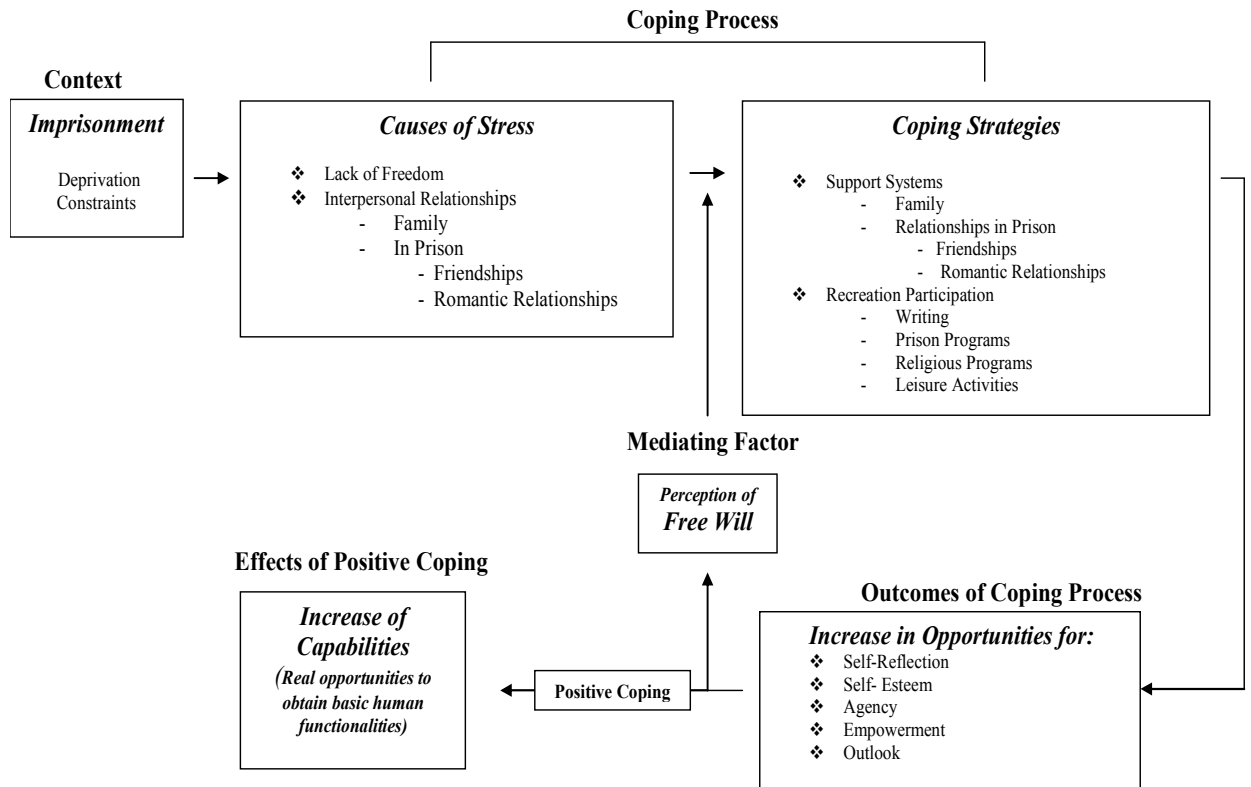 Coping Process
Context
Imprisonment
Deprivation
Constraints
Causes of Stress
❖ Lack of Freedom
❖ Interpersonal Relationships
- Family
- In Prison
- Friendships
- Romantic Relationships
Coping Strategies
❖ Support Systems
- Family
- Relationships in Prison
- Friendships
- Romantic Relationships
❖ Recreation Participation
- Writing
- Prison Programs
- Religious Programs
- Leisure Activities
Mediating Factor
Perception of
Free Will
Effects of Positive Coping
Increase of
Capabilities
(Real opportunities to
obtain basic human
functionalities)
Positive Coping
Outcomes of Coping Process
Increase in Opportunities for:
❖ Self-Reflection
❖ Self- Esteem
❖ Agency
❖ Empowerment
❖ Outlook